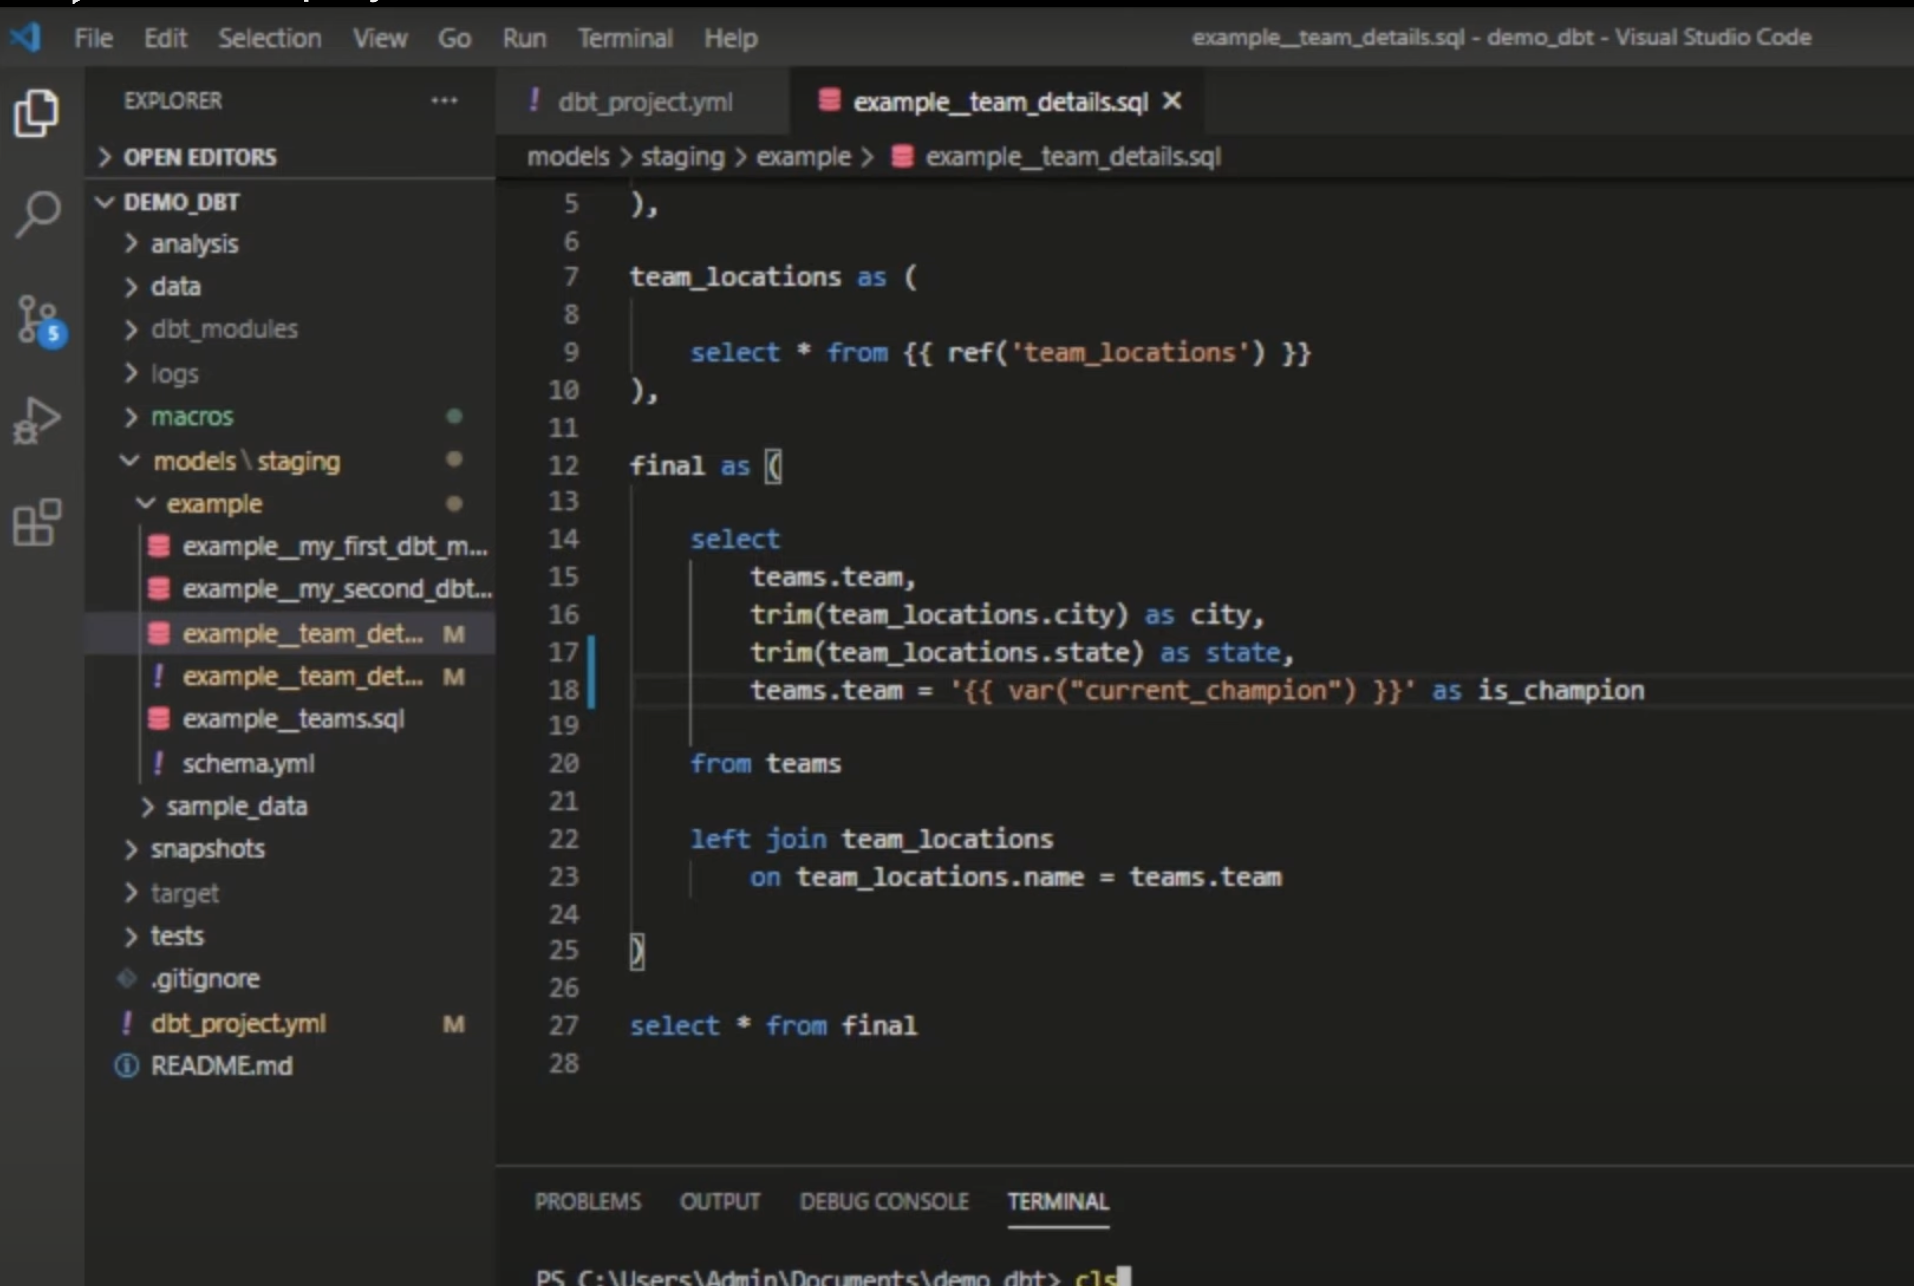 File Edit Selection View Go Run Terminal Help
example__team_details.sql - demo_dbt - Visual Studio Code
EXPLORER
OPEN EDITORS
DEMO_DBT
analysis
data
dbt_modules
logs
macros
models\staging
example
example__my_first_dbt_m...
example__my_second_dbt...
example__team_det... M
example__team_det... M
example__teams.sql
schema.yml
sample_data
snapshots
target
tests
.gitignore
dbt_project.yml M
README.md
5
dbt_project.yml
example__team_details.sql
models > staging > example > example__team_details.sql
5 ),
6
7 team_locations as (
8
9 select * from {{ ref('team_locations') }}
10 ),
11
12 final as (
13
14 select
15 teams.team,
16 trim(team_locations.city) as city,
17 trim(team_locations.state) as state,
18 teams.team = '{{ var("current_champion") }}' as is_champion
19
20 from teams
21
22 left join team_locations
23 on team_locations.name = teams.team
24
25 )
26
27 select * from final
28
PROBLEMS OUTPUT DEBUG CONSOLE TERMINAL
PS C:\Users\Admin\Documents\demo_dbt> cls